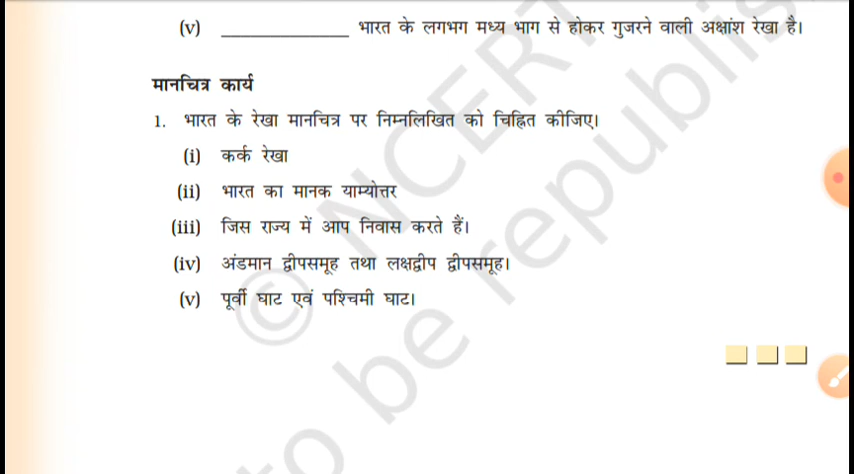 (v) ____________ भारत के लगभग मध्य भाग से होकर गुजरने वाली अक्षांश रेखा है।
मानचित्र कार्य
1. भारत के रेखा मानचित्र पर निम्नलिखित को चिह्नित कीजिए।
(i) कर्क रेखा
(ii) भारत का मानक याम्योत्तर
(iii) जिस राज्य में आप निवास करते हैं।
(iv) अंडमान द्वीपसमूह तथा लक्षद्वीप द्वीपसमूह।
(v) पूर्वी घाट एवं पश्चिमी घाट।
© NCERT
to be republis